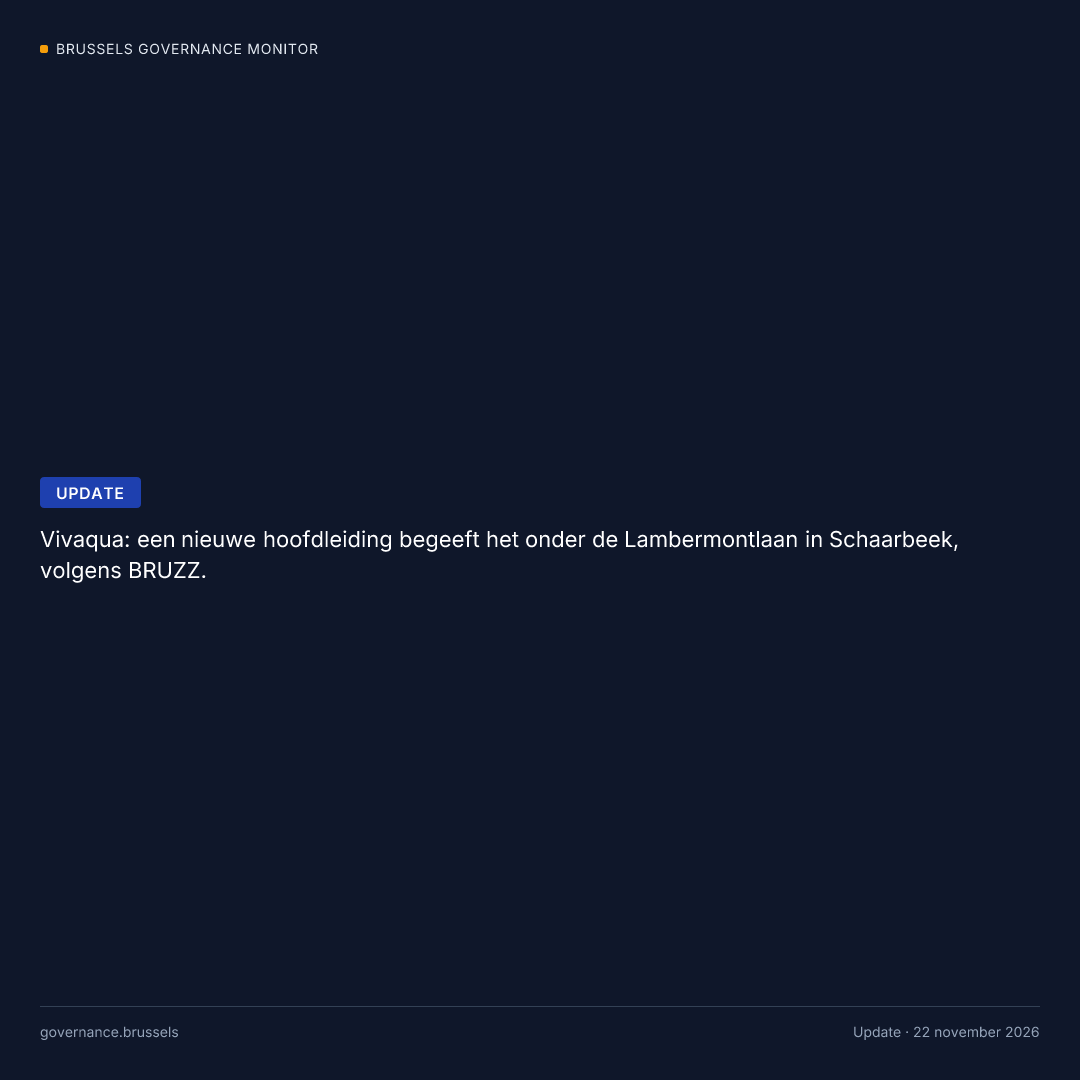 BRUSSELS GOVERNANCE MONITOR
UPDATE
Vivaqua: een nieuwe hoofdleiding begeeft het onder de Lambermontlaan in Schaarbeek,
volgens BRUZZ.
governance.brussels
Update · 22 november 2026